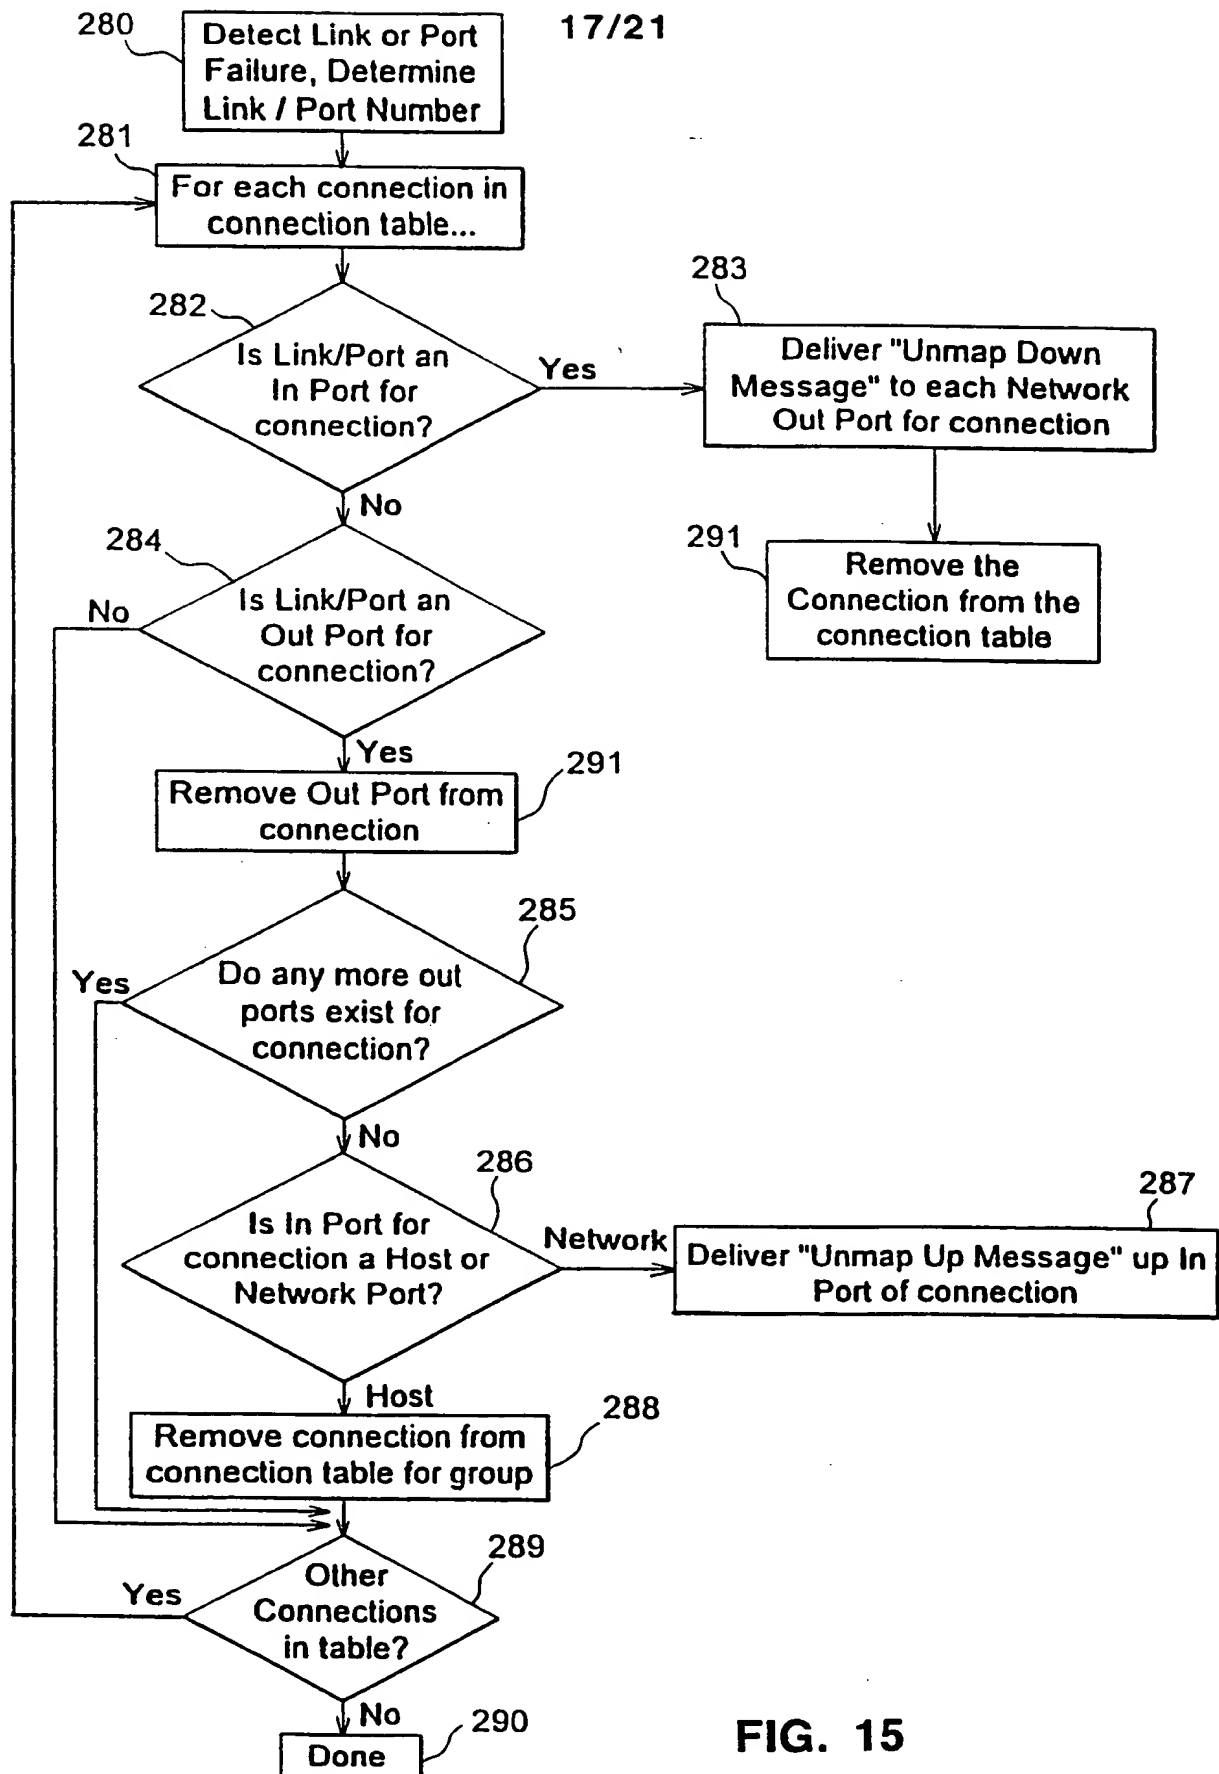 17/21
280
Detect Link or Port
Failure, Determine
Link / Port Number
281
For each connection in
connection table...
282
Is Link/Port an
In Port for
connection?
Yes
283
Deliver "Unmap Down
Message" to each Network
Out Port for connection
No
291
Remove the
Connection from the
connection table
284
Is Link/Port an
Out Port for
connection?
No
Yes
291
Remove Out Port from
connection
285
Do any more out
ports exist for
connection?
Yes
No
286
Is In Port for
connection a Host or
Network Port?
Network
287
Deliver "Unmap Up Message" up In
Port of connection
Host
288
Remove connection from
connection table for group
289
Other
Connections
in table?
Yes
No
290
Done
FIG. 15